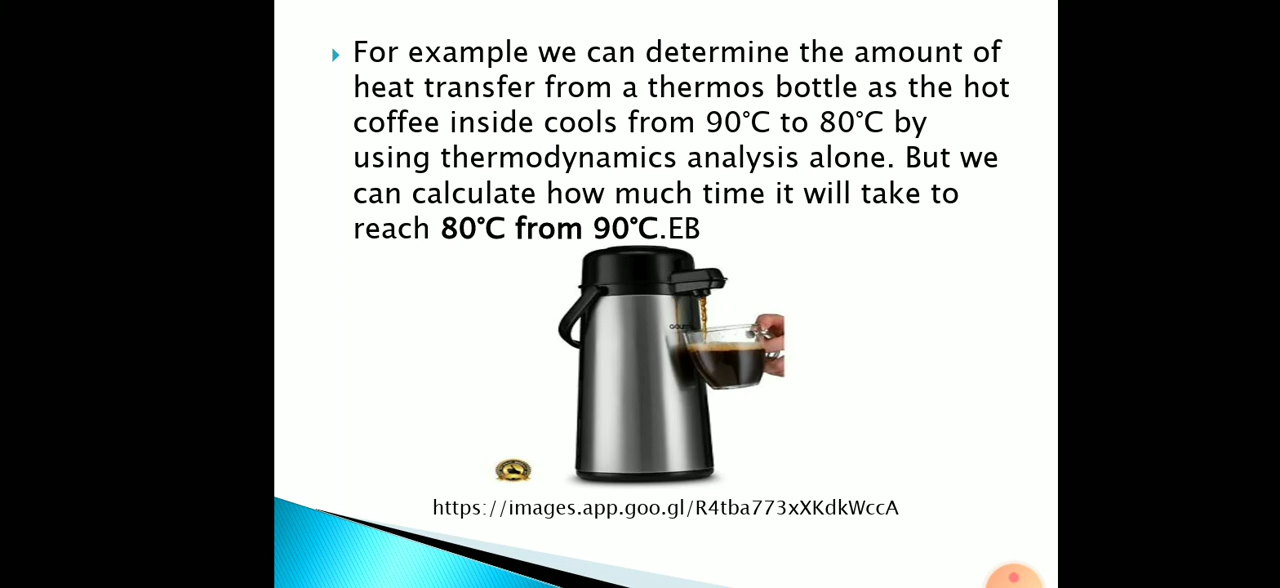 For example we can determine the amount of
heat transfer from a thermos bottle as the hot
coffee inside cools from 90°C to 80°C by
using thermodynamics analysis alone. But we
can calculate how much time it will take to
reach 80°C from 90°C.EB
https://images.app.goo.gl/R4tba773xXKdkWccA